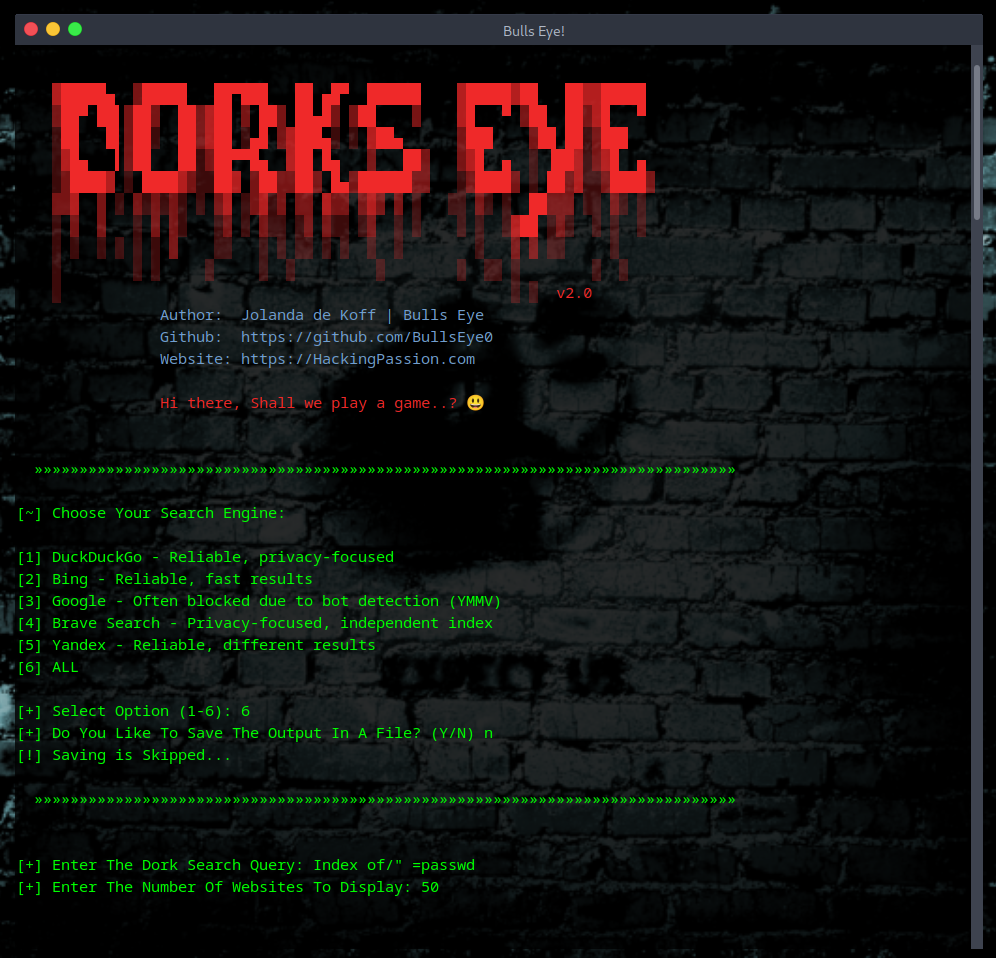 Bulls Eye!
DORKS EYE
v2.0
Author:  Jolanda de Koff | Bulls Eye
Github:  https://github.com/BullsEye0
Website: https://HackingPassion.com
Hi there, Shall we play a game..? 😃
»»»»»»»»»»»»»»»»»»»»»»»»»»»»»»»»»»»»»»»»»»»»»»»»»»»»»»»»»»»»»»»»»»»»»»»»»»»»»»
[~] Choose Your Search Engine:
[1] DuckDuckGo - Reliable, privacy-focused
[2] Bing - Reliable, fast results
[3] Google - Often blocked due to bot detection (YMMV)
[4] Brave Search - Privacy-focused, independent index
[5] Yandex - Reliable, different results
[6] ALL
[+] Select Option (1-6): 6
[+] Do You Like To Save The Output In A File? (Y/N) n
[!] Saving is Skipped...
»»»»»»»»»»»»»»»»»»»»»»»»»»»»»»»»»»»»»»»»»»»»»»»»»»»»»»»»»»»»»»»»»»»»»»»»»»»»»»
[+] Enter The Dork Search Query: Index of/" =passwd
[+] Enter The Number Of Websites To Display: 50